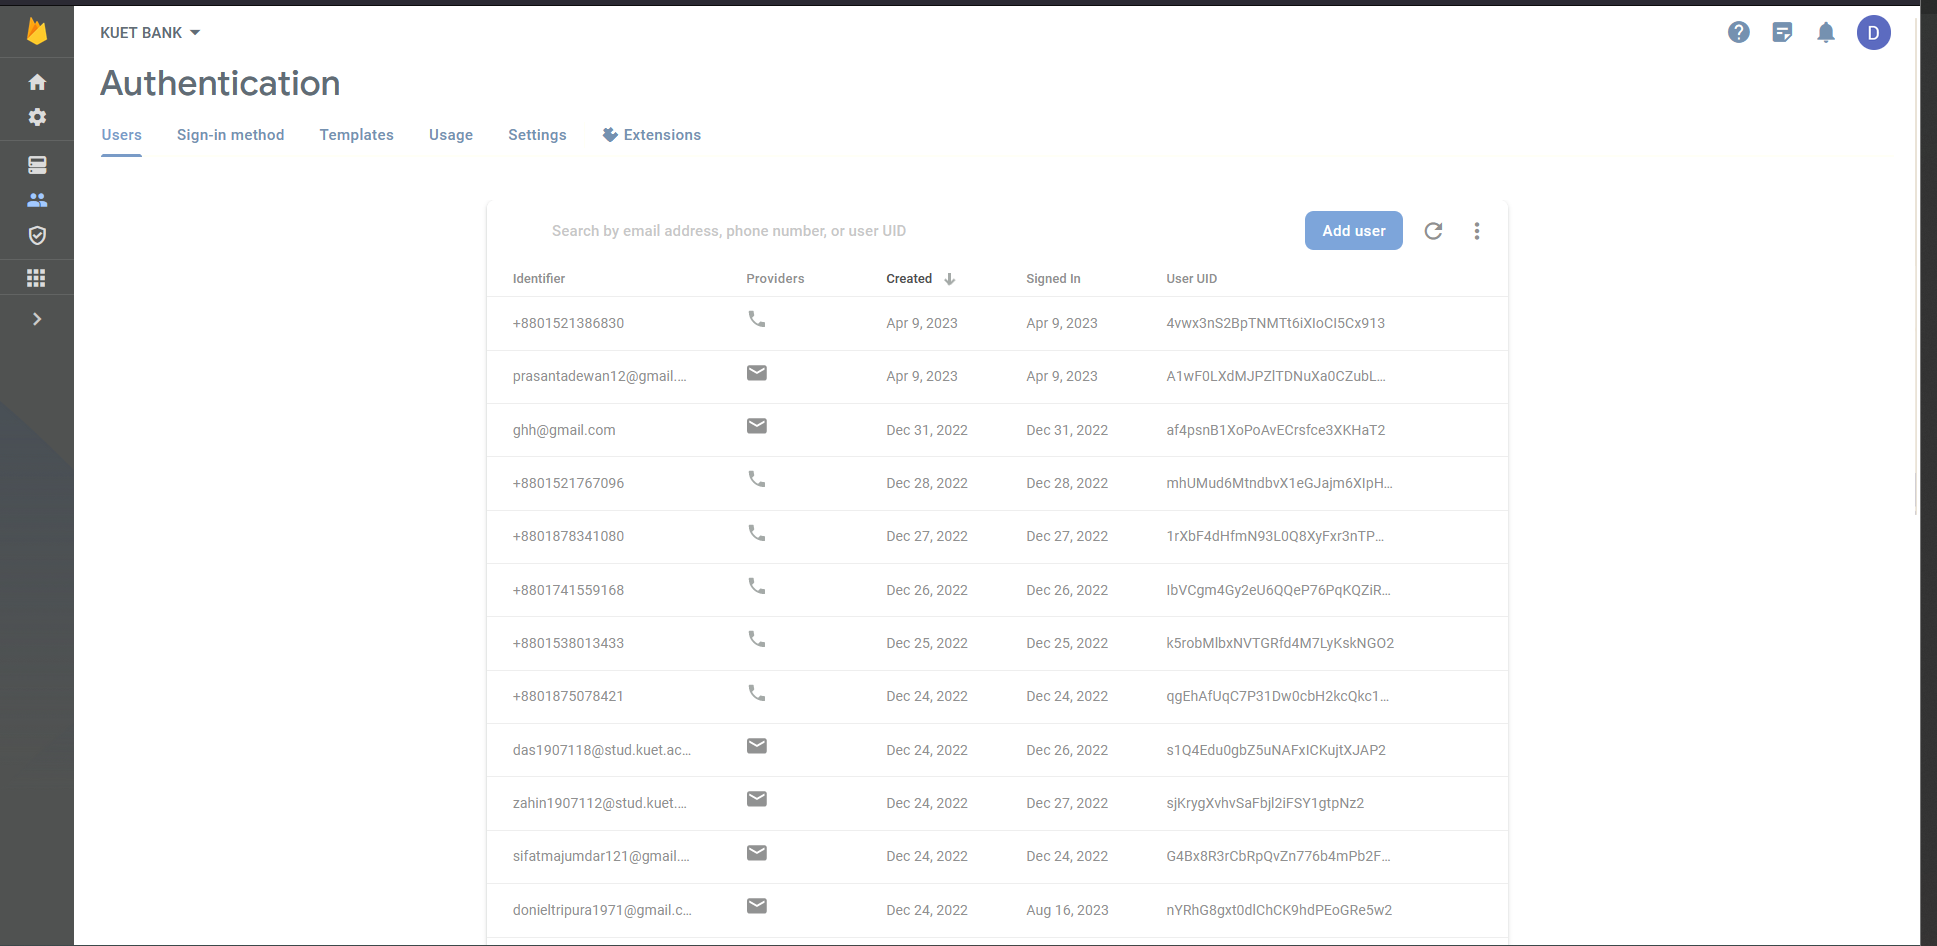 KUET BANK
D
Authentication
Users Sign-in method Templates Usage Settings Extensions
Search by email address, phone number, or user UID Add user
Identifier Providers Created Signed In User UID
+8801521386830 Apr 9, 2023 Apr 9, 2023 4vwx3nS2BpTNMTt6iXIoCI5Cx913
prasantadewan12@gmail.... Apr 9, 2023 Apr 9, 2023 A1wF0LXdMJPZlTDNuXa0CZubL...
ghh@gmail.com Dec 31, 2022 Dec 31, 2022 af4psnB1XoPoAvECrsfce3XKHaT2
+8801521767096 Dec 28, 2022 Dec 28, 2022 mhUMud6MtndbvX1eGJajm6XIpH...
+8801878341080 Dec 27, 2022 Dec 27, 2022 1rXbF4dHfmN93L0Q8XyFxr3nTP...
+8801741559168 Dec 26, 2022 Dec 26, 2022 IbVCgm4Gy2eU6QQeP76PqKQZiR...
+8801538013433 Dec 25, 2022 Dec 25, 2022 k5robMlbxNVTGRfd4M7LyKskNGO2
+8801875078421 Dec 24, 2022 Dec 24, 2022 qgEhAfUqC7P31Dw0cbH2kcQkc1...
das1907118@stud.kuet.ac... Dec 24, 2022 Dec 26, 2022 s1Q4Edu0gbZ5uNAFxICKujtXJAP2
zahin1907112@stud.kuet.... Dec 24, 2022 Dec 27, 2022 sjKrygXvhvSaFbjl2iFSY1gtpNz2
sifatmajumdar121@gmail.... Dec 24, 2022 Dec 24, 2022 G4Bx8R3rCbRpQvZn776b4mPb2F...
donieltripura1971@gmail.c... Dec 24, 2022 Aug 16, 2023 nYRhG8gxt0dlChCK9hdPEoGRe5w2